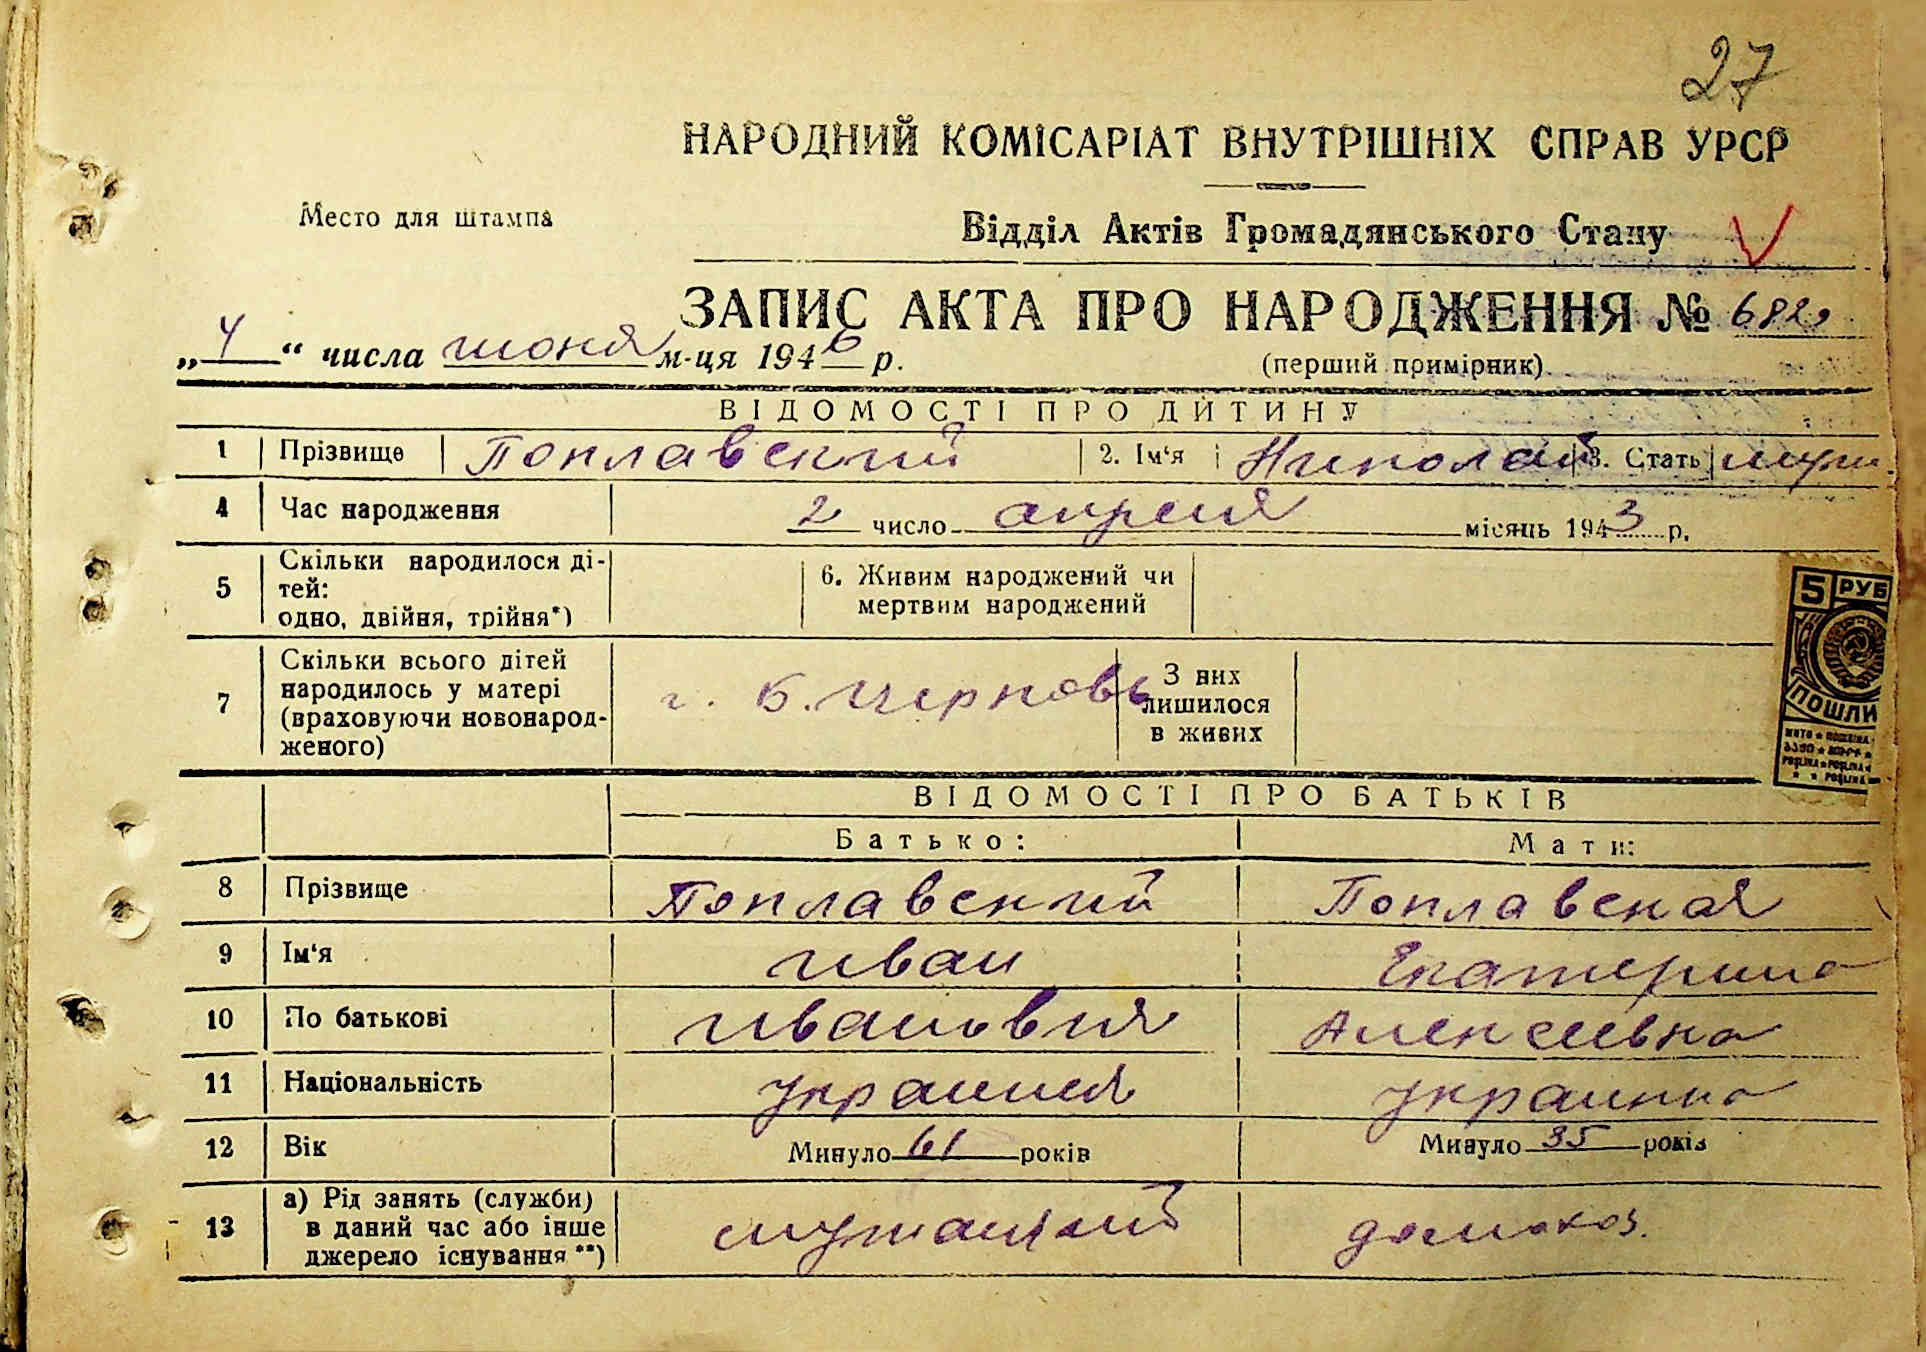 27
НАРОДНИЙ КОМІСАРІАТ ВНУТРІШНІХ СПРАВ УРСР
Место для штампа
Відділ Актів Громадянського Стану
ЗАПИС АКТА ПРО НАРОДЖЕННЯ № 682
„4“ числа июня м-ця 1946 р.
(перший примірник)
ВІДОМОСТІ ПРО ДИТИНУ
1 Прізвище Поплавский 2. Ім‘я Николай 3. Стать муж.
4 Час народження 2 число апреля місяць 1943 р.
5 Скільки народилося ді-
тей:
одно, двійня, трійня*)
6. Живим народжений чи
мертвим народжений
7 Скільки всього дітей
народилось у матері
(враховуючи новонарод-
женого)
г. Б. Церковь
З них
лишилося
в живих
5 РУБ
ПОШЛИ
ВІДОМОСТІ ПРО БАТЬКІВ
Батько: Мати:
8 Прізвище Поплавский Поплавская
9 Ім‘я Иван Екатерина
10 По батькові Иванович Алексеевна
11 Національність украинец украинка
12 Вік Минуло 61 років Минуло 35 років
13 а) Рід занять (служби)
в даний час або інше
джерело існування **)
служащий домохоз.